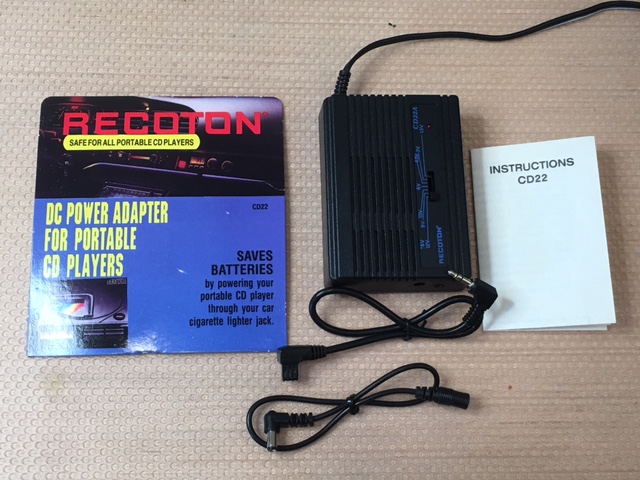 RECOTON®
SAFE FOR ALL PORTABLE CD PLAYERS
CD22
DC POWER ADAPTER
FOR PORTABLE
CD PLAYERS
SAVES
BATTERIES
by powering your
portable CD player
through your car
cigarette lighter jack.
CD22A
RECOTON®
INSTRUCTIONS
CD22